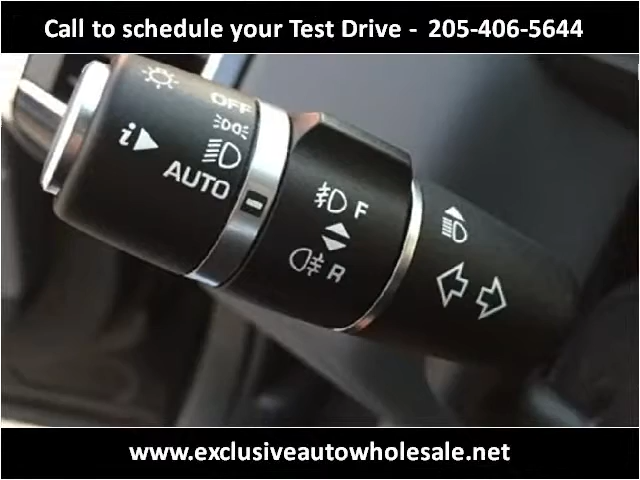 Call to schedule your Test Drive - 205-406-5644
OFF
i
AUTO
F
R
www.exclusiveautowholesale.net